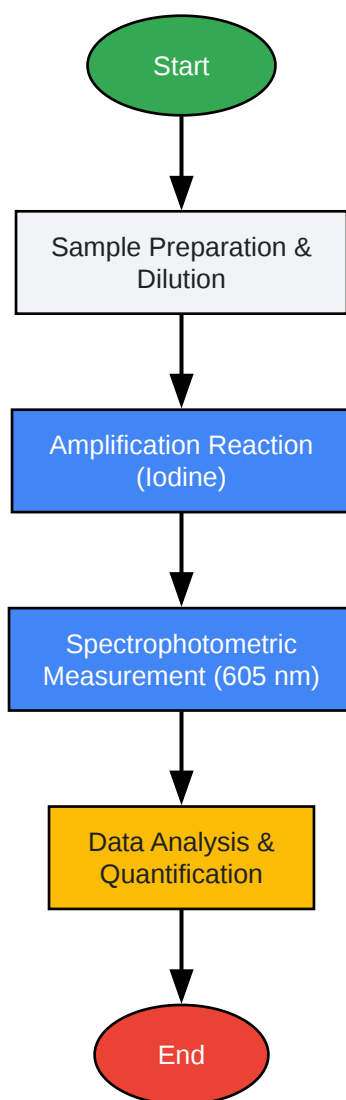 Start
Sample Preparation &
Dilution
Amplification Reaction
(Iodine)
Spectrophotometric
Measurement (605 nm)
Data Analysis &
Quantification
End